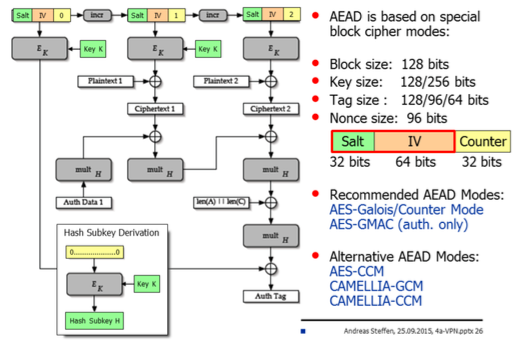 Salt IV 0 incr Salt IV 1 incr Salt IV 2
E K Key K E K E K
Plaintext 1 Plaintext 2
Ciphertext 1 Ciphertext 2
mult H mult H mult H
Auth Data 1 len(A) || len(C)
mult H
Auth Tag
Hash Subkey Derivation
0....................0
Key K
E K
Hash Subkey H
• AEAD is based on special
block cipher modes:
• Block size: 128 bits
• Key size: 128/256 bits
• Tag size : 128/96/64 bits
• Nonce size: 96 bits
Salt IV Counter
32 bits 64 bits 32 bits
• Recommended AEAD Modes:
AES-Galois/Counter Mode
AES-GMAC (auth. only)
• Alternative AEAD Modes:
AES-CCM
CAMELLIA-GCM
CAMELLIA-CCM
Andreas Steffen, 25.09.2015, 4a-VPN.pptx 26